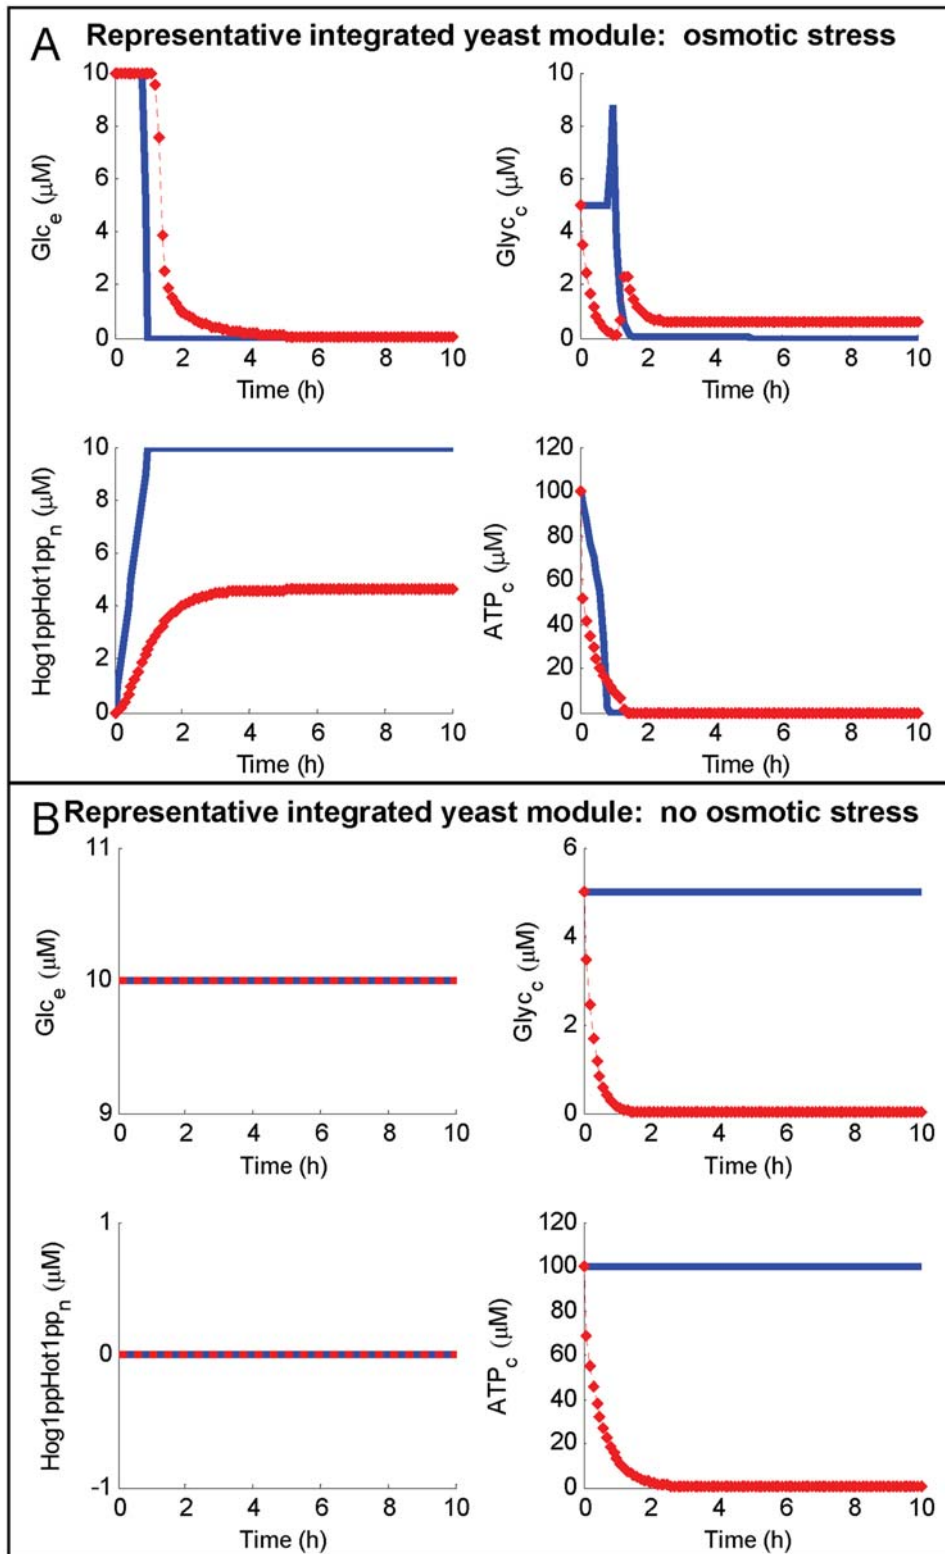 A Representative integrated yeast module: osmotic stress
10
8
6
4
2
0
Glc_e (μM)
0 2 4 6 8 10
Time (h)
10
8
6
4
2
0
Glyc_c (μM)
0 2 4 6 8 10
Time (h)
10
8
6
4
2
0
Hog1ppHot1pp_n (μM)
0 2 4 6 8 10
Time (h)
120
100
80
60
40
20
0
ATP_c (μM)
0 2 4 6 8 10
Time (h)
B Representative integrated yeast module: no osmotic stress
11
10
9
Glc_e (μM)
0 2 4 6 8 10
Time (h)
6
4
2
0
Glyc_c (μM)
0 2 4 6 8 10
Time (h)
1
0
-1
Hog1ppHot1pp_n (μM)
0 2 4 6 8 10
Time (h)
120
100
80
60
40
20
0
ATP_c (μM)
0 2 4 6 8 10
Time (h)